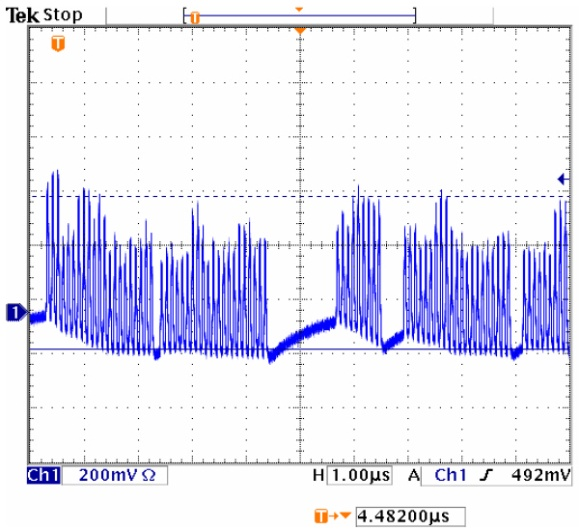 Tek Stop
T
T
1
Ch1 200mV Ω H 1.00µs A Ch1 ʃ 492mV
T→▼ 4.48200µs